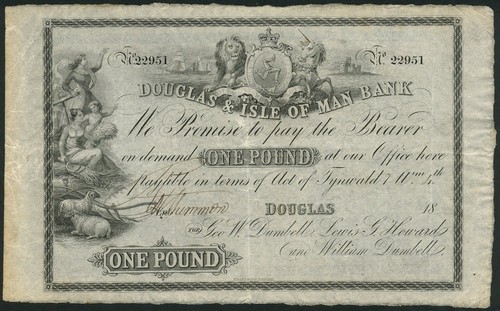 No 22951 No 22951
DOUGLAS & ISLE OF MAN BANK
We Promise to pay the Bearer
on demand ONE POUND at our Office here
payable in terms of Act of Tynwald 7 Wm 4th
DOUGLAS 18
FOR Geo W. Dumbell, Lewis G. Howard
and William Dumbell.
ONE POUND